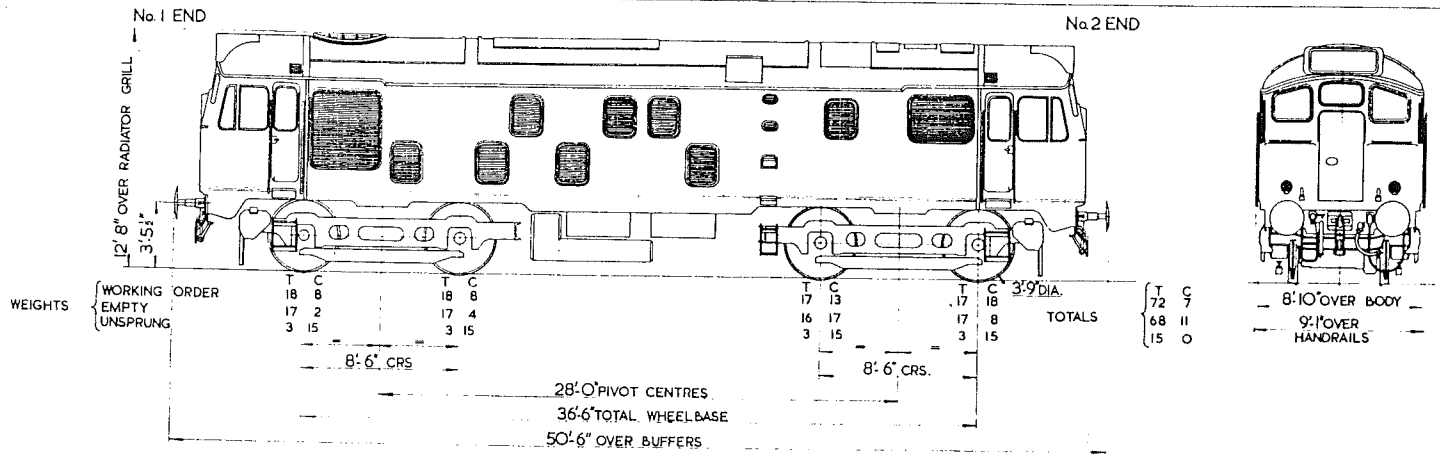 No. 1 END
No. 2 END
12' 8" OVER RADIATOR GRILL
3'.5½"
WEIGHTS
WORKING ORDER
EMPTY
UNSPRUNG
T C
18 8
17 2
3 15
T C
18 8
17 4
3 15
T C
17 13
16 17
3 15
T C
17 18
17 8
3 15
3'-9" DIA.
TOTALS
T C
72 7
68 11
15 0
8'-10" OVER BODY
9'-1" OVER
HANDRAILS
8'-6" CRS
8'-6" CRS.
28'-0" PIVOT CENTRES
36'-6" TOTAL WHEELBASE
50'-6" OVER BUFFERS